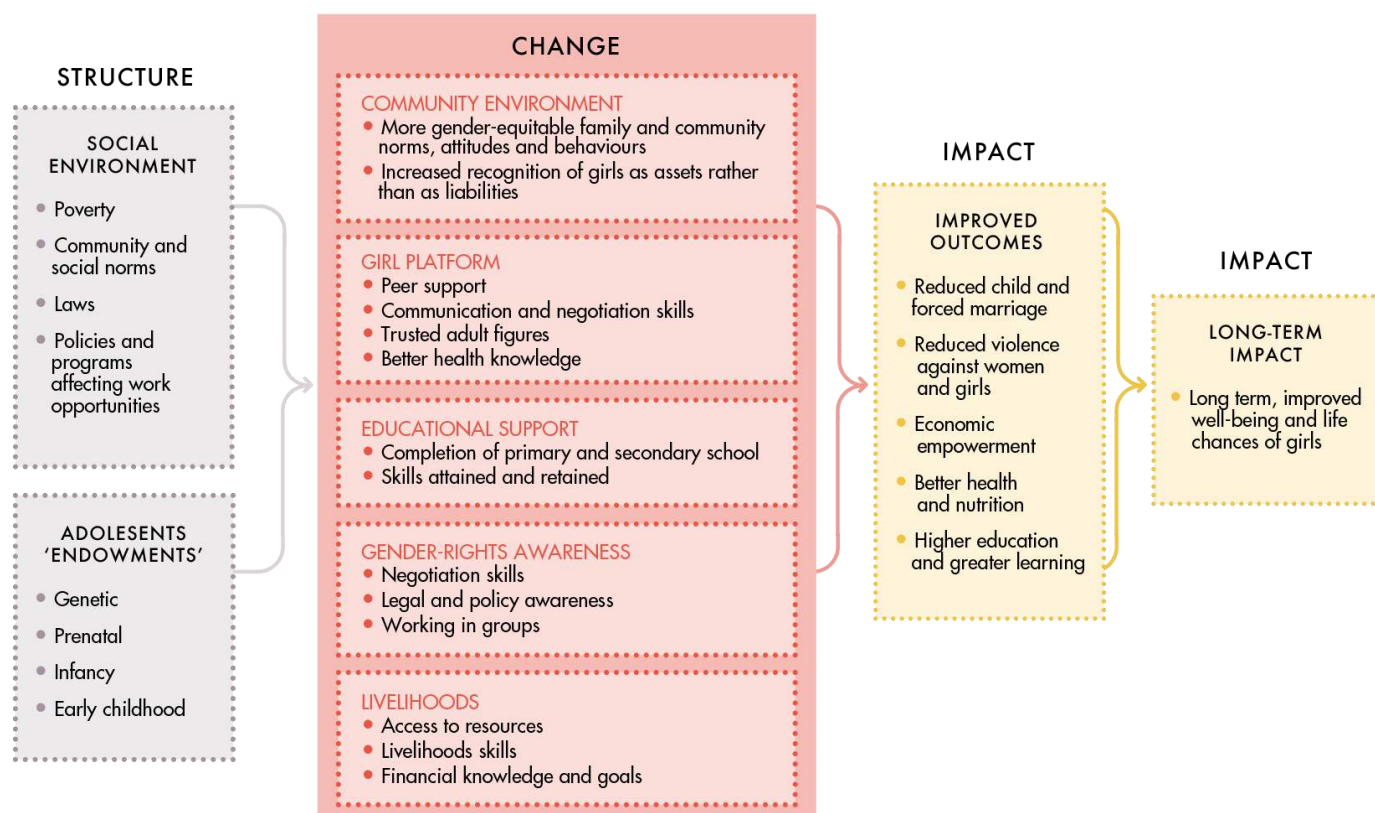 STRUCTURE
SOCIAL
ENVIRONMENT
Poverty
Community and
social norms
Laws
Policies and
programs
affecting work
opportunities
ADOLESENTS
‘ENDOWMENTS’
Genetic
Prenatal
Infancy
Early childhood
CHANGE
COMMUNITY ENVIRONMENT
More gender-equitable family and community
norms, attitudes and behaviours
Increased recognition of girls as assets rather
than as liabilities
GIRL PLATFORM
Peer support
Communication and negotiation skills
Trusted adult figures
Better health knowledge
EDUCATIONAL SUPPORT
Completion of primary and secondary school
Skills attained and retained
GENDER-RIGHTS AWARENESS
Negotiation skills
Legal and policy awareness
Working in groups
LIVELIHOODS
Access to resources
Livelihoods skills
Financial knowledge and goals
IMPACT
IMPROVED
OUTCOMES
Reduced child and
forced marriage
Reduced violence
against women
and girls
Economic
empowerment
Better health
and nutrition
Higher education
and greater learning
IMPACT
LONG-TERM
IMPACT
Long term, improved
well-being and life
chances of girls